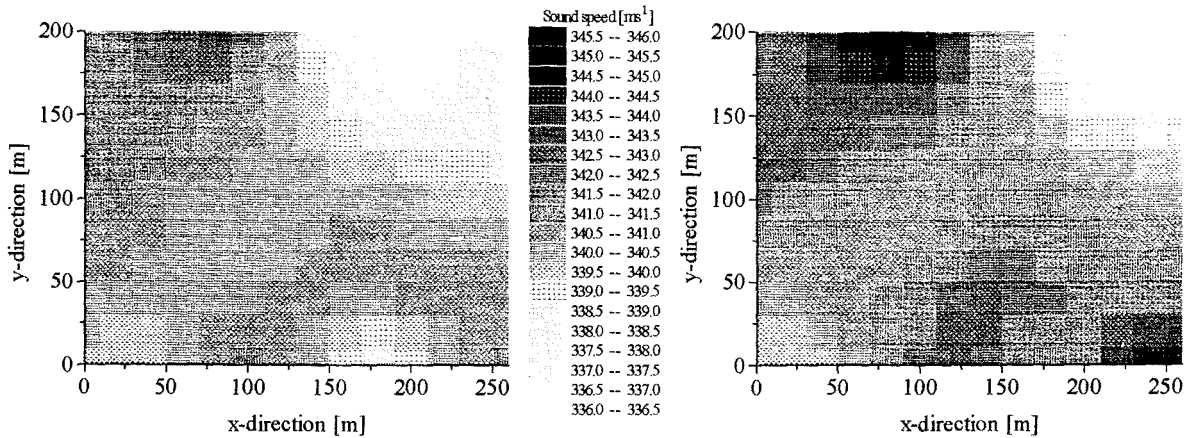 Sound speed [ms¹]
345.5 -- 346.0
345.0 -- 345.5
344.5 -- 345.0
344.0 -- 344.5
343.5 -- 344.0
343.0 -- 343.5
342.5 -- 343.0
342.0 -- 342.5
341.5 -- 342.0
341.0 -- 341.5
340.5 -- 341.0
340.0 -- 340.5
339.5 -- 340.0
339.0 -- 339.5
338.5 -- 339.0
338.0 -- 338.5
337.5 -- 338.0
337.0 -- 337.5
336.5 -- 337.0
336.0 -- 336.5
200
150
100
50
0
y-direction [m]
0 50 100 150 200 250
x-direction [m]
200
150
100
50
0
y-direction [m]
0 50 100 150 200 250
x-direction [m]